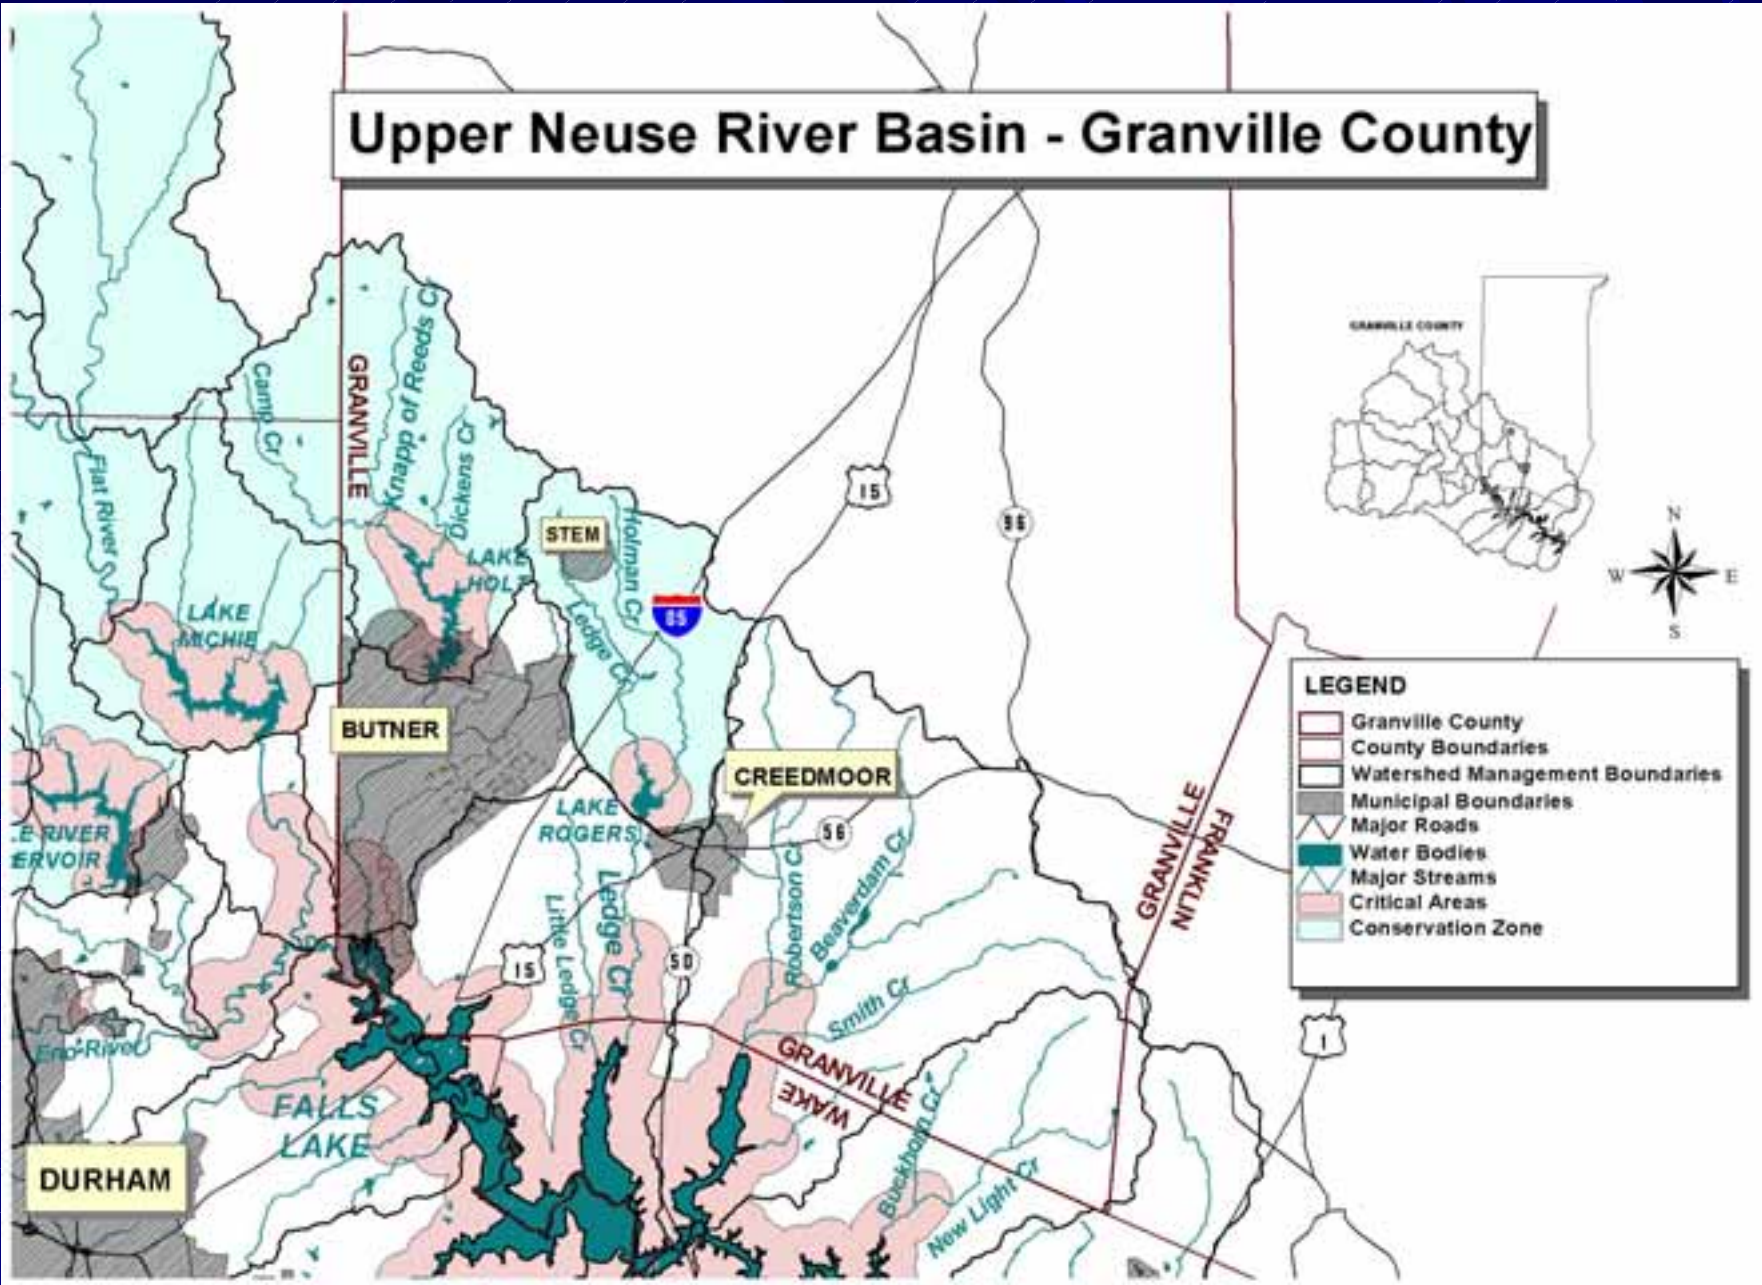 Upper Neuse River Basin - Granville County
GRANVILLE COUNTY
N
W
E
S
GRANVILLE
Camp Cr
Knapp of Reeds Cr
Dickens Cr
Flat River
15
96
STEM
Holman Cr
LAKE
HOLT
85
Ledge Cr
LAKE
MICHIE
BUTNER
CREEDMOOR
LAKE
ROGERS
56
LE RIVER
ERVOIR
LEGEND
Granville County
County Boundaries
Watershed Management Boundaries
Municipal Boundaries
Major Roads
Water Bodies
Major Streams
Critical Areas
Conservation Zone
GRANVILLE
FRANKLIN
Little Ledge Cr
Ledge Cr
Robertson Cr
Beaverdam Cr
15
50
Smith Cr
Eno River
GRANVILLE
WAKE
1
FALLS
LAKE
Buckhorn Cr
New Light Cr
DURHAM